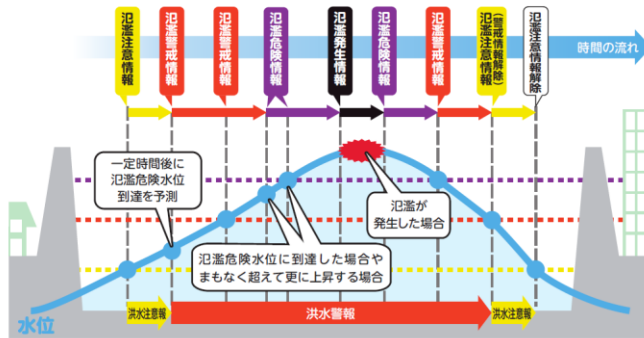 氾濫注意情報
氾濫警戒情報
氾濫警戒情報
氾濫危険情報
氾濫発生情報
氾濫危険情報
氾濫警戒情報
氾濫注意情報
(警戒情報解除)
氾濫注意情報解除
時間の流れ
一定時間後に
氾濫危険水位
到達を予測
氾濫が
発生した場合
氾濫危険水位に到達した場合や
まもなく超えて更に上昇する場合
水位
洪水注意報
洪水警報
洪水注意報